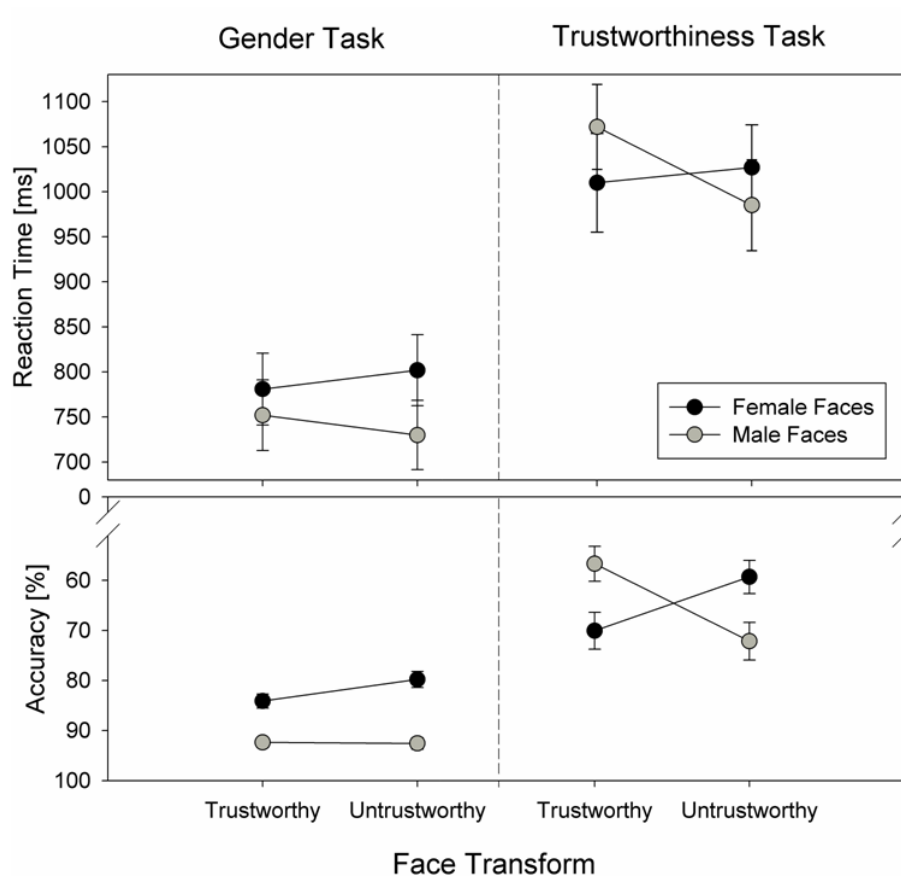 Gender Task
Trustworthiness Task
Reaction Time [ms]
1100
1050
1000
950
900
850
800
750
700
0
Female Faces
Male Faces
Accuracy [%]
60
70
80
90
100
Trustworthy
Untrustworthy
Trustworthy
Untrustworthy
Face Transform